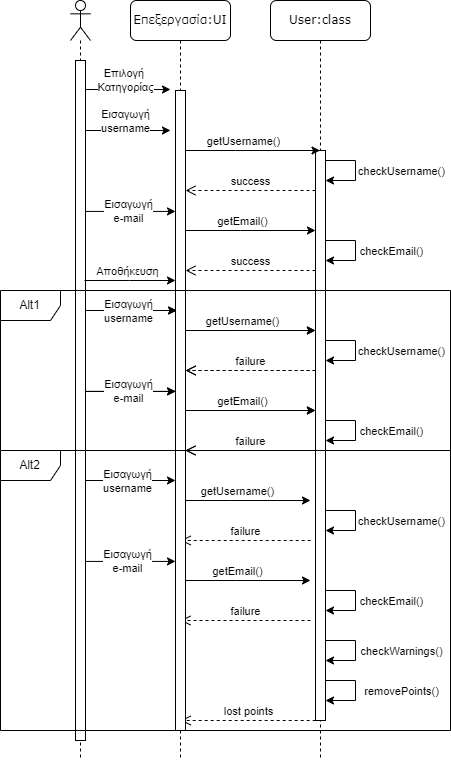 Επεξεργασία:UI
User:class
Επιλογή
Κατηγορίας
Εισαγωγή
username
getUsername()
checkUsername()
success
Εισαγωγή
e-mail
getEmail()
checkEmail()
success
Αποθήκευση
Alt1
Εισαγωγή
username
getUsername()
checkUsername()
failure
Εισαγωγή
e-mail
getEmail()
checkEmail()
failure
Alt2
Εισαγωγή
username
getUsername()
checkUsername()
failure
Εισαγωγή
e-mail
getEmail()
checkEmail()
failure
checkWarnings()
removePoints()
lost points